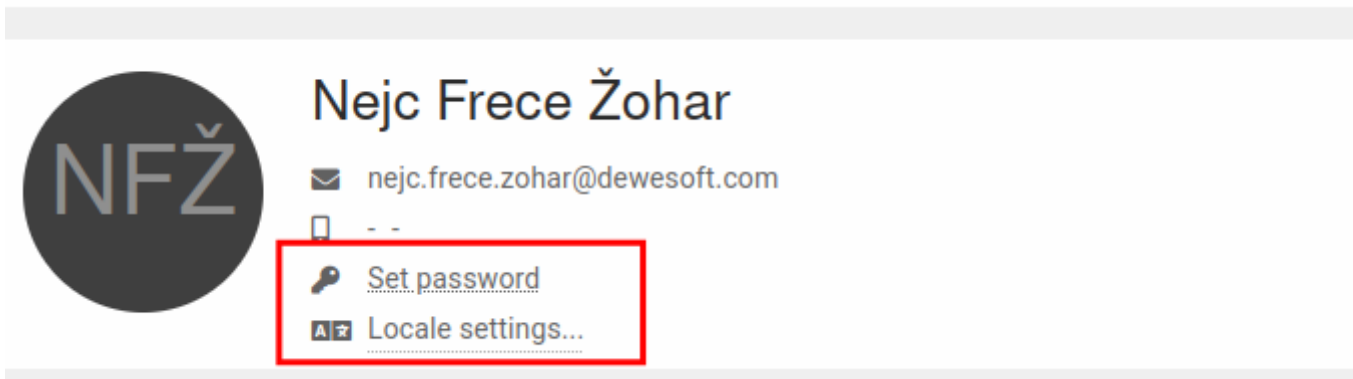 NFŽ
Nejc Frece Žohar
nejc.frece.zohar@dewesoft.com
- -
Set password
Locale settings...